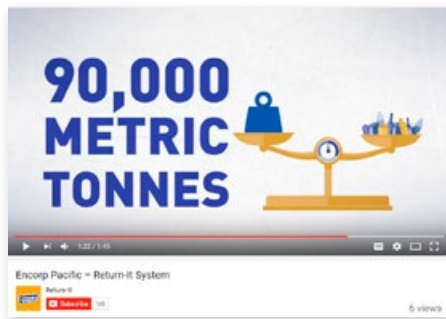 90,000
METRIC
TONNES
1:22 / 1:45
Encorp Pacific – Return-It System
Return-It
Subscribe
6 views